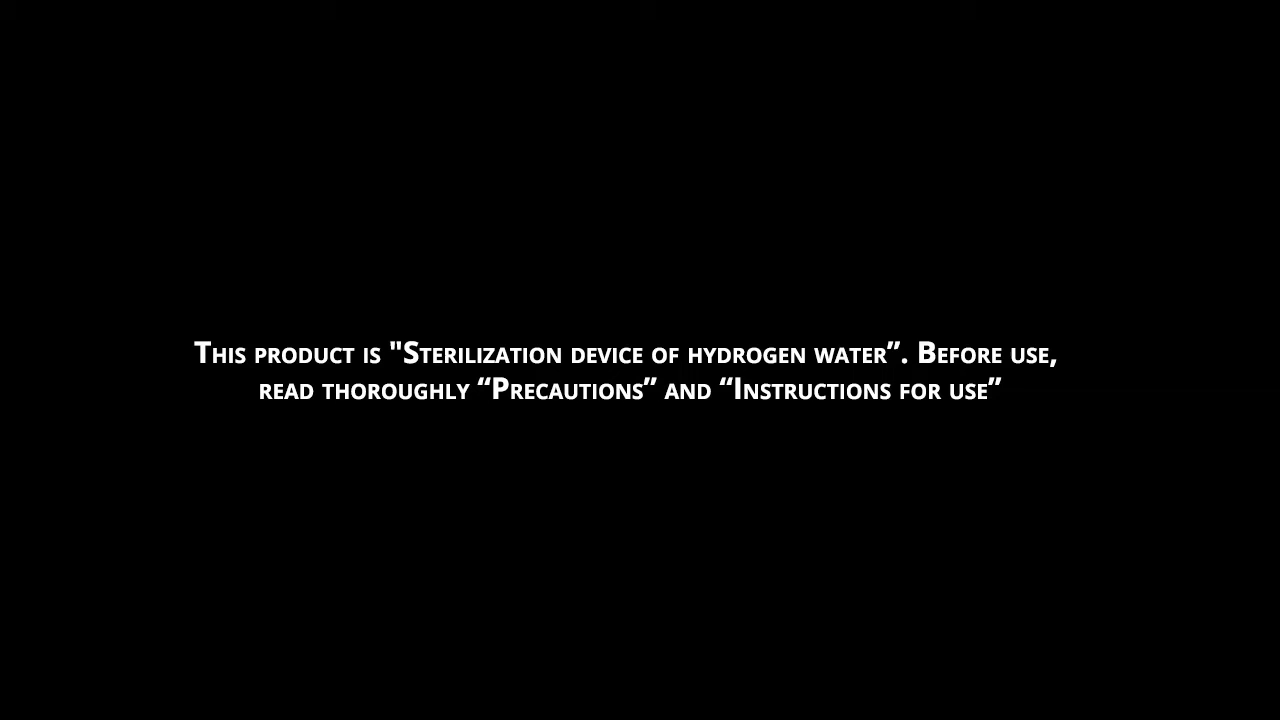 This product is "Sterilization device of hydrogen water”. Before use,
read thoroughly “Precautions” and “Instructions for use”